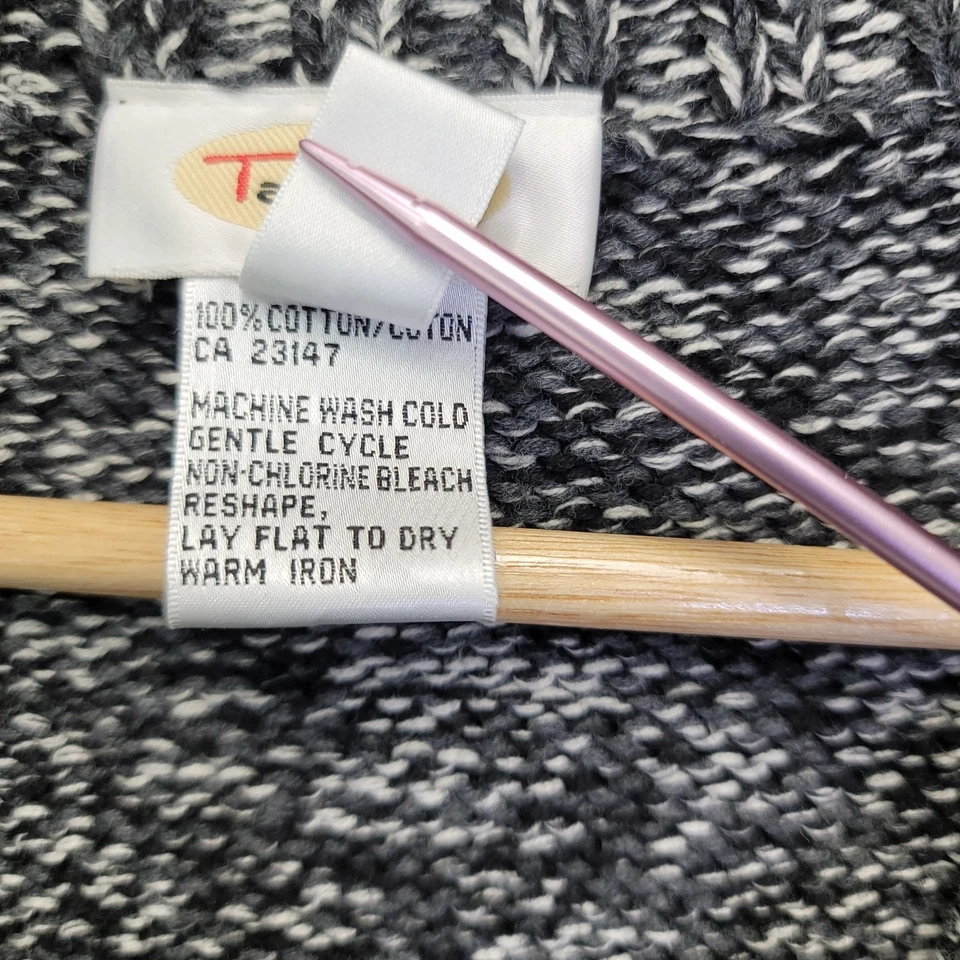 Ta
100% COTTON/COTON
CA 23147
MACHINE WASH COLD
GENTLE CYCLE
NON-CHLORINE BLEACH
RESHAPE,
LAY FLAT TO DRY
WARM IRON